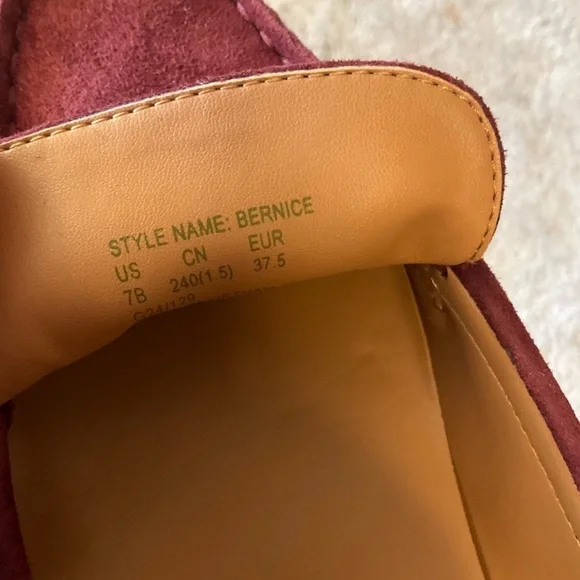 STYLE NAME: BERNICE
US CN EUR
7B 240(1.5) 37.5